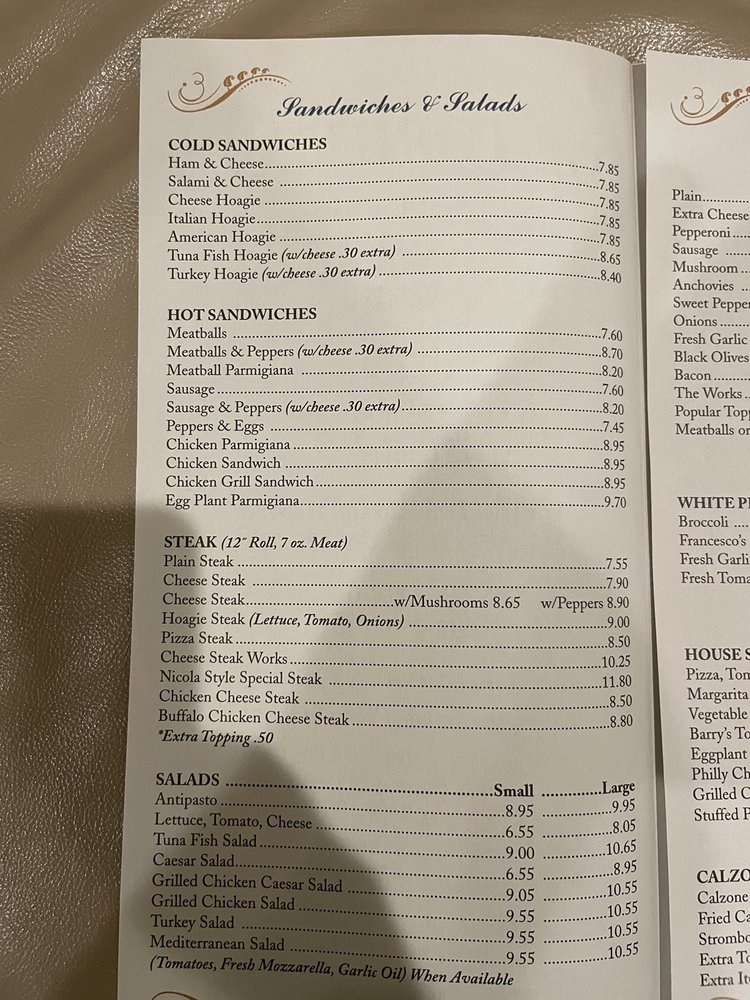 Sandwiches & Salads
COLD SANDWICHES
Ham & Cheese 7.85
Salami & Cheese 7.85
Cheese Hoagie 7.85
Italian Hoagie 7.85
American Hoagie 7.85
Tuna Fish Hoagie (w/cheese .30 extra) 8.65
Turkey Hoagie (w/cheese .30 extra) 8.40
HOT SANDWICHES
Meatballs 7.60
Meatballs & Peppers (w/cheese .30 extra) 8.70
Meatball Parmigiana 8.20
Sausage 7.60
Sausage & Peppers (w/cheese .30 extra) 8.20
Peppers & Eggs 7.45
Chicken Parmigiana 8.95
Chicken Sandwich 8.95
Chicken Grill Sandwich 8.95
Egg Plant Parmigiana 9.70
STEAK (12˝ Roll, 7 oz. Meat)
Plain Steak 7.55
Cheese Steak 7.90
Cheese Steak w/Mushrooms 8.65 w/Peppers 8.90
Hoagie Steak (Lettuce, Tomato, Onions) 9.00
Pizza Steak 8.50
Cheese Steak Works 10.25
Nicola Style Special Steak 11.80
Chicken Cheese Steak 8.50
Buffalo Chicken Cheese Steak 8.80
*Extra Topping .50
SALADS Small Large
Antipasto 8.95 9.95
Lettuce, Tomato, Cheese 6.55 8.05
Tuna Fish Salad 9.00 10.65
Caesar Salad 6.55 8.95
Grilled Chicken Caesar Salad 9.05 10.55
Grilled Chicken Salad 9.55 10.55
Turkey Salad 9.55 10.55
Mediterranean Salad 9.55 10.55
(Tomatoes, Fresh Mozzarella, Garlic Oil) When Available
Plain
Extra Cheese
Pepperoni
Sausage
Mushroom
Anchovies
Sweet Pepper
Onions
Fresh Garlic
Black Olives
Bacon
The Works
Popular Topp
Meatballs or
WHITE PI
Broccoli
Francesco's
Fresh Garli
Fresh Toma
HOUSE S
Pizza, Tom
Margarita
Vegetable
Barry's To
Eggplant
Philly Ch
Grilled C
Stuffed P
CALZO
Calzone
Fried Ca
Strombo
Extra To
Extra It